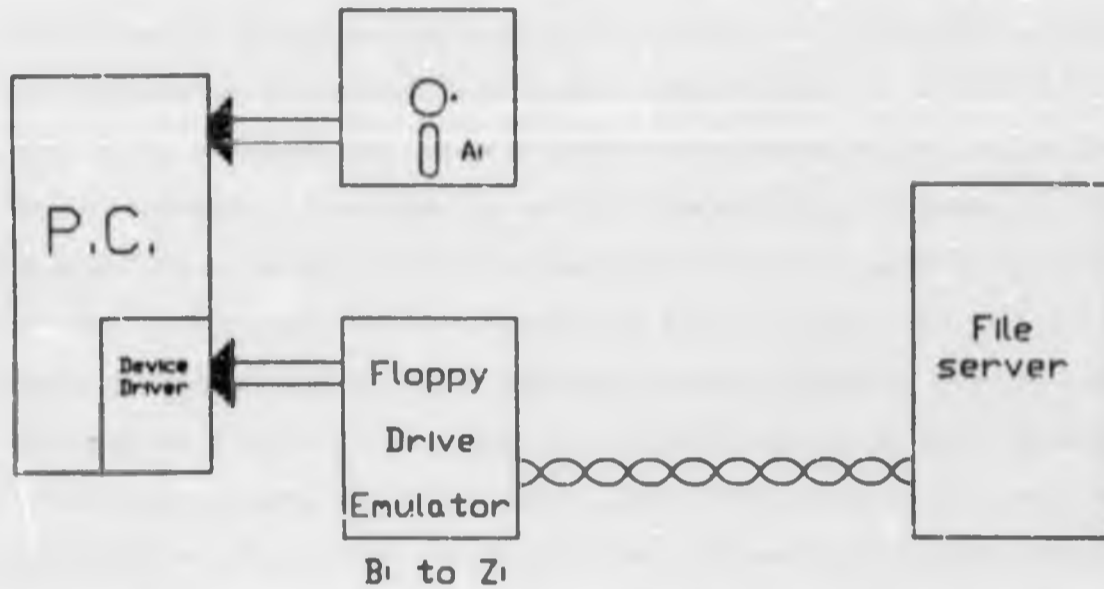 A:
P.C.
Device
Driver
Floppy
Drive
Emulator
B: to Z:
File
server